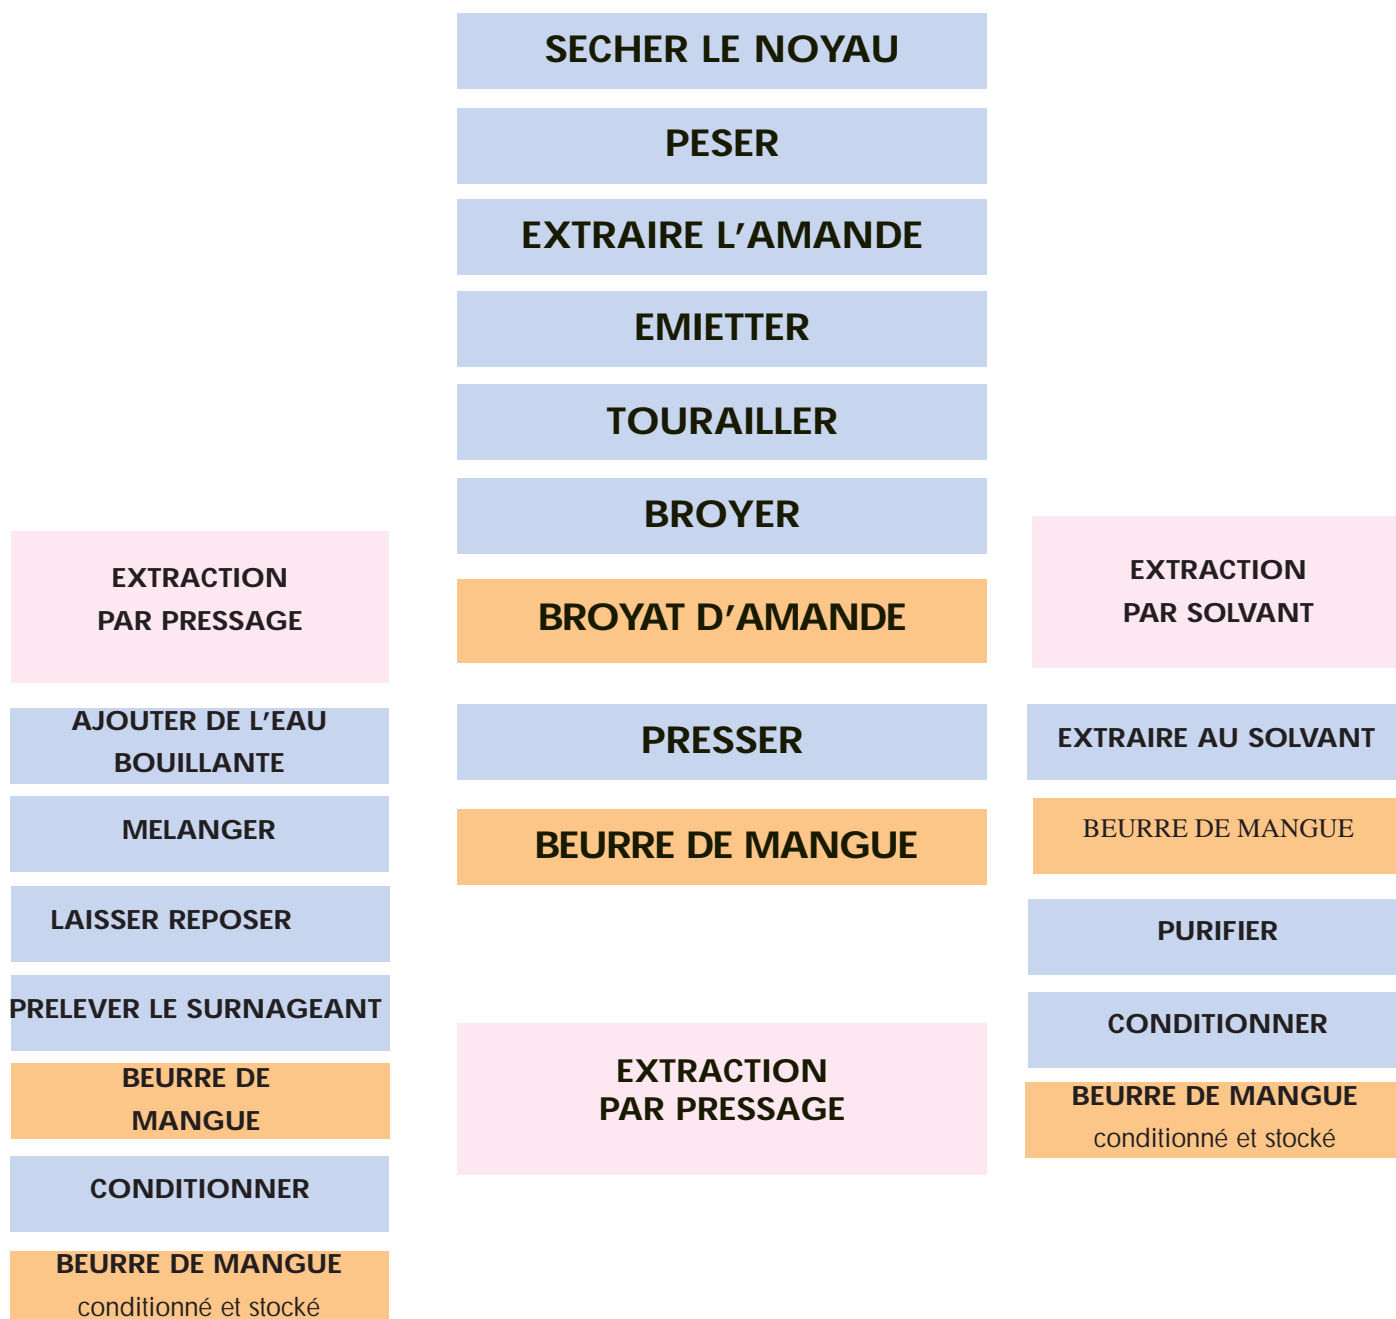 SECHER LE NOYAU
PESER
EXTRAIRE L’AMANDE
EMIETTER
TOURAILLER
BROYER
BROYAT D’AMANDE
EXTRACTION
PAR PRESSAGE
AJOUTER DE L’EAU
BOUILLANTE
MELANGER
LAISSER REPOSER
PRELEVER LE SURNAGEANT
BEURRE DE
MANGUE
CONDITIONNER
BEURRE DE MANGUE
conditionné et stocké
PRESSER
BEURRE DE MANGUE
EXTRACTION
PAR PRESSAGE
EXTRACTION
PAR SOLVANT
EXTRAIRE AU SOLVANT
BEURRE DE MANGUE
PURIFIER
CONDITIONNER
BEURRE DE MANGUE
conditionné et stocké